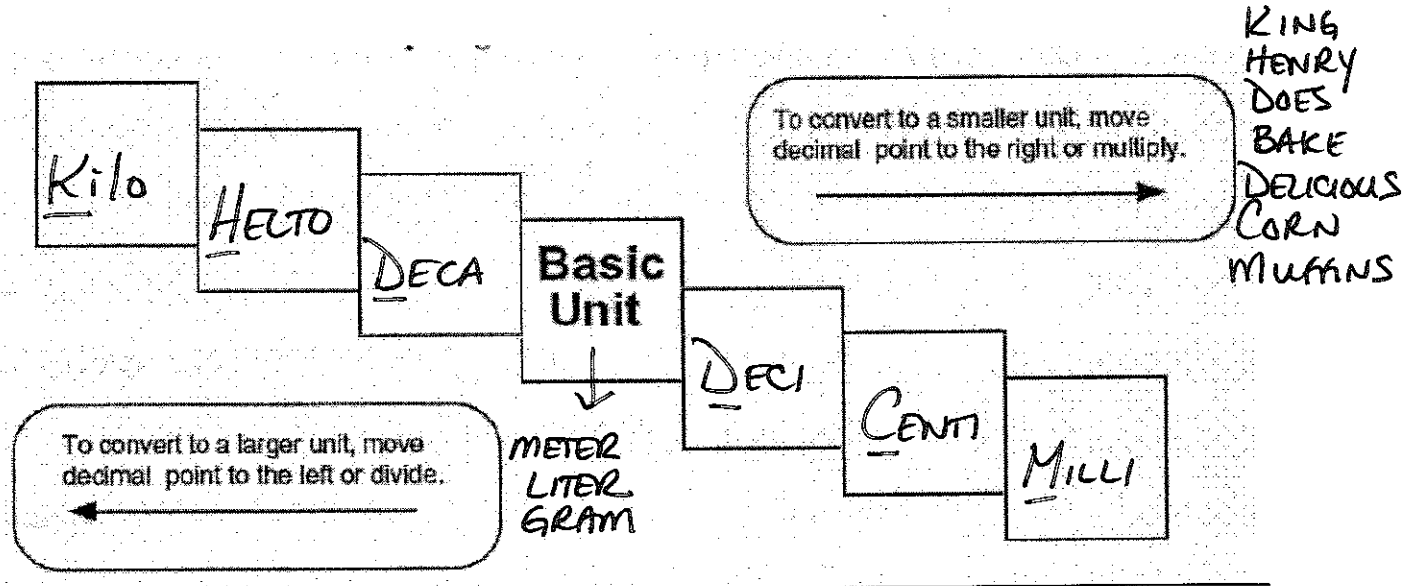 KING
HENRY
DOES
BAKE
DELICIOUS
CORN
MUFFINS
To convert to a smaller unit, move
decimal point to the right or multiply.
Kilo
HECTO
DECA
Basic
Unit
DECI
CENTI
MILLI
METER
LITER
GRAM
To convert to a larger unit, move
decimal point to the left or divide.